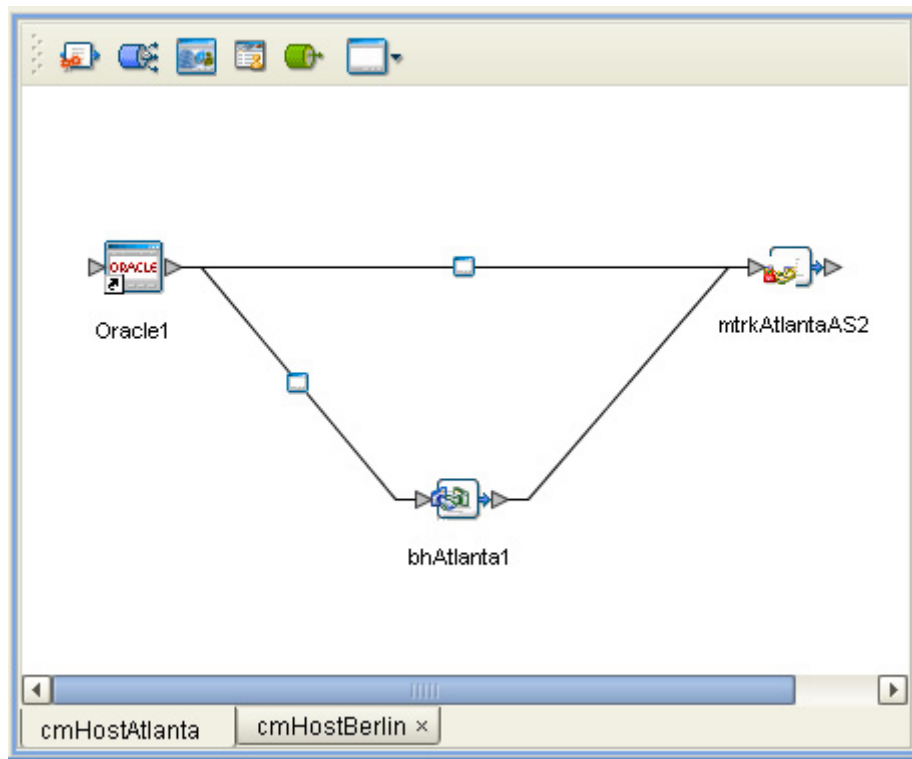 ORACLE
Oracle1
mtrkAtlantaAS2
bhAtlanta1
cmHostAtlanta
cmHostBerlin ×